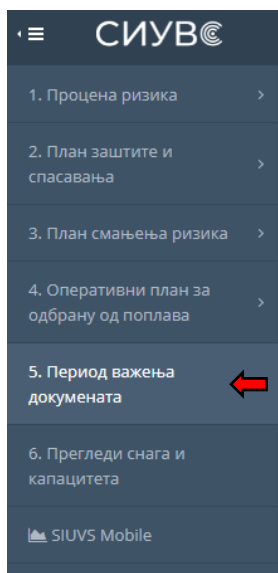 СИУВС
1. Процена ризика
2. План заштите и
спасавања
3. План смањења ризика
4. Оперативни план за
одбрану од поплава
5. Период важења
докумената
6. Прегледи снага и
капацитета
SIUVS Mobile